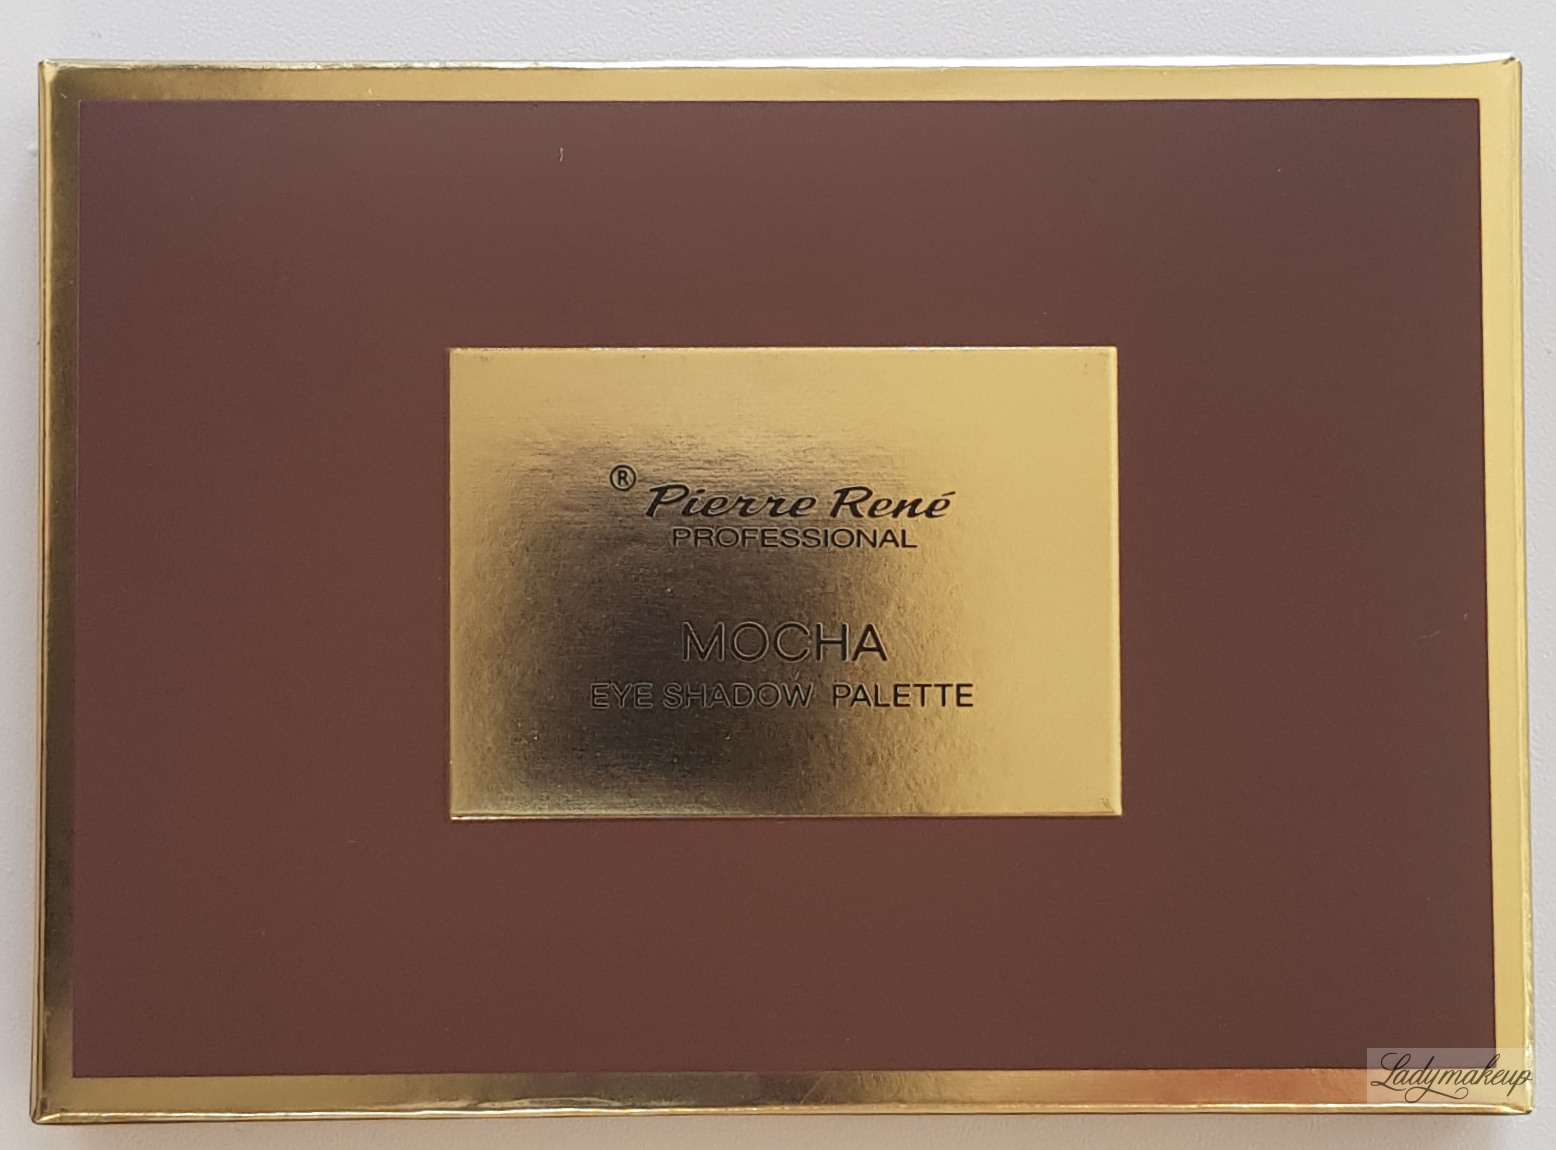 ® Pierre René
PROFESSIONAL
MOCHA
EYE SHADOW PALETTE
Ladymakeup